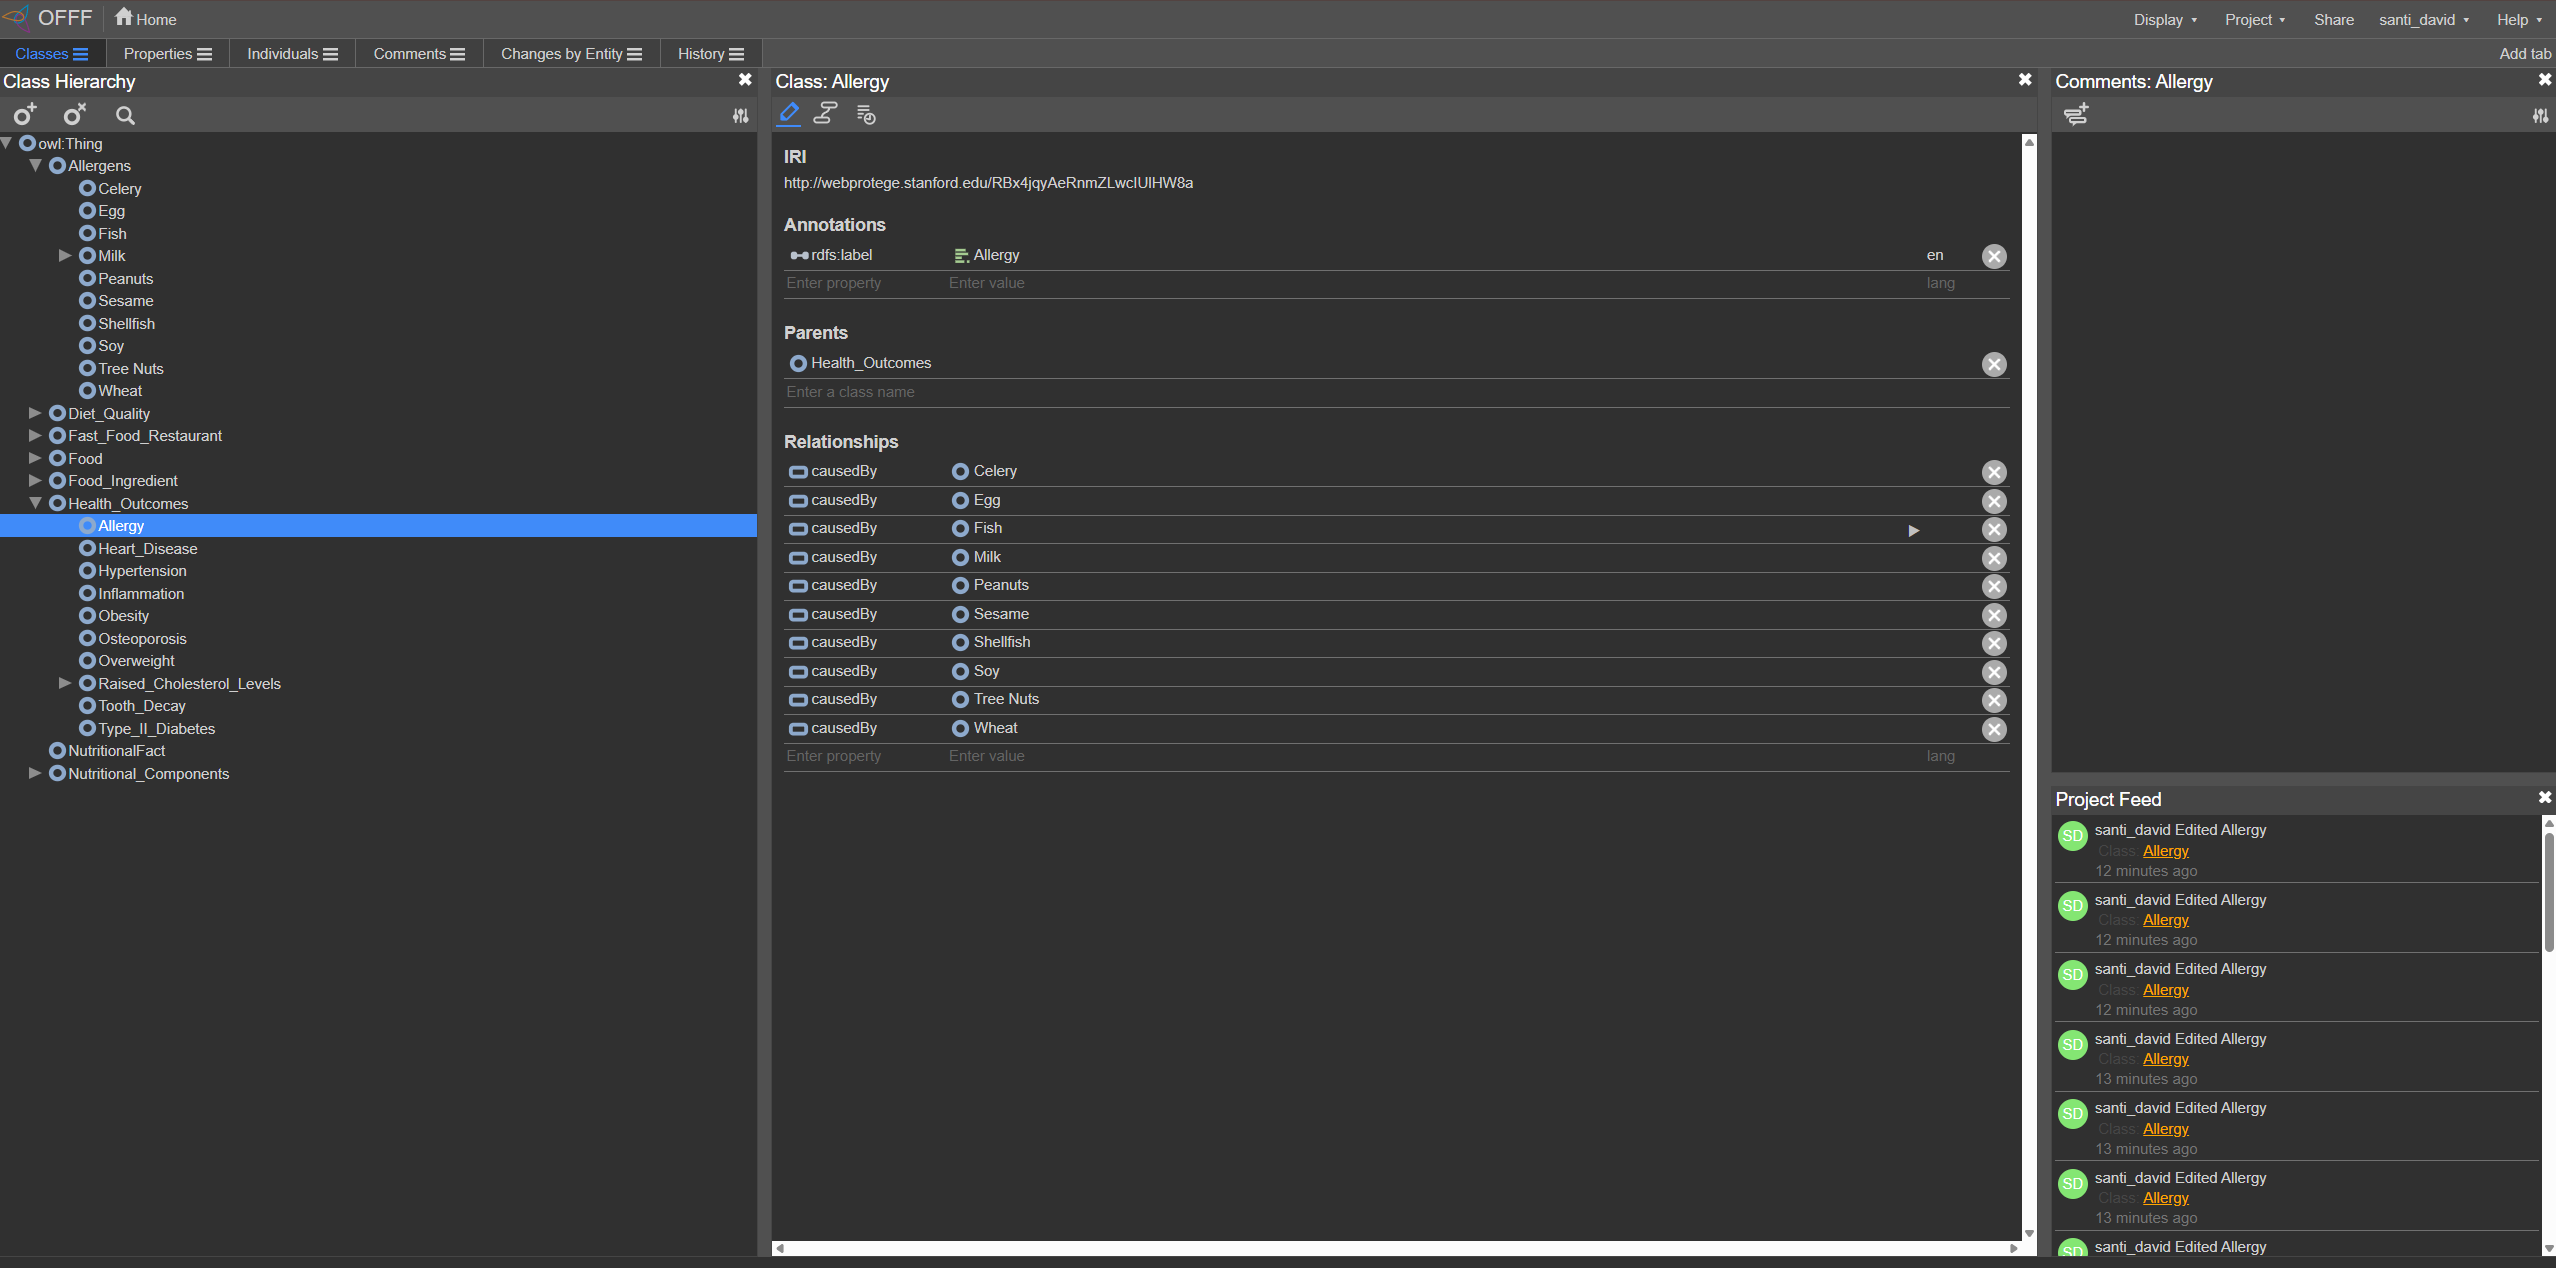 OFFF Home Display Project Share santi_david Help
Classes Properties Individuals Comments Changes by Entity History Add tab
Class Hierarchy
owl:Thing
Allergens
Celery
Egg
Fish
Milk
Peanuts
Sesame
Shellfish
Soy
Tree Nuts
Wheat
Diet_Quality
Fast_Food_Restaurant
Food
Food_Ingredient
Health_Outcomes
Allergy
Heart_Disease
Hypertension
Inflammation
Obesity
Osteoporosis
Overweight
Raised_Cholesterol_Levels
Tooth_Decay
Type_II_Diabetes
NutritionalFact
Nutritional_Components
Class: Allergy
IRI
http://webprotege.stanford.edu/RBx4jqyAeRnmZLwcIUIHW8a
Annotations
rdfs:label Allergy en
Enter property Enter value lang
Parents
Health_Outcomes
Enter a class name
Relationships
causedBy Celery
causedBy Egg
causedBy Fish
causedBy Milk
causedBy Peanuts
causedBy Sesame
causedBy Shellfish
causedBy Soy
causedBy Tree Nuts
causedBy Wheat
Enter property Enter value lang
Comments: Allergy
Project Feed
SD santi_david Edited Allergy
Class: Allergy
12 minutes ago
SD santi_david Edited Allergy
Class: Allergy
12 minutes ago
SD santi_david Edited Allergy
Class: Allergy
12 minutes ago
SD santi_david Edited Allergy
Class: Allergy
13 minutes ago
SD santi_david Edited Allergy
Class: Allergy
13 minutes ago
SD santi_david Edited Allergy
Class: Allergy
13 minutes ago
SD santi_david Edited Allergy